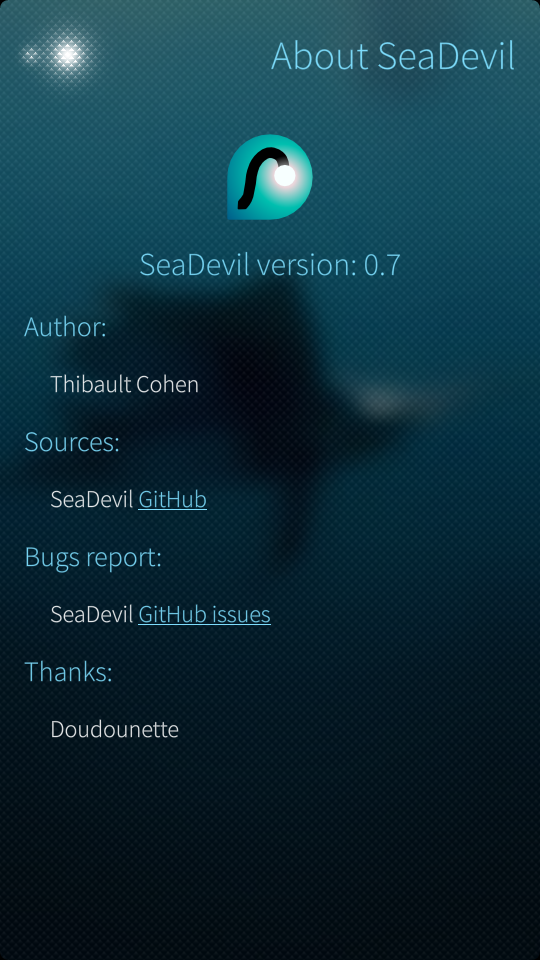 About SeaDevil
SeaDevil version: 0.7
Author:
Thibault Cohen
Sources:
SeaDevil GitHub
Bugs report:
SeaDevil GitHub issues
Thanks:
Doudounette